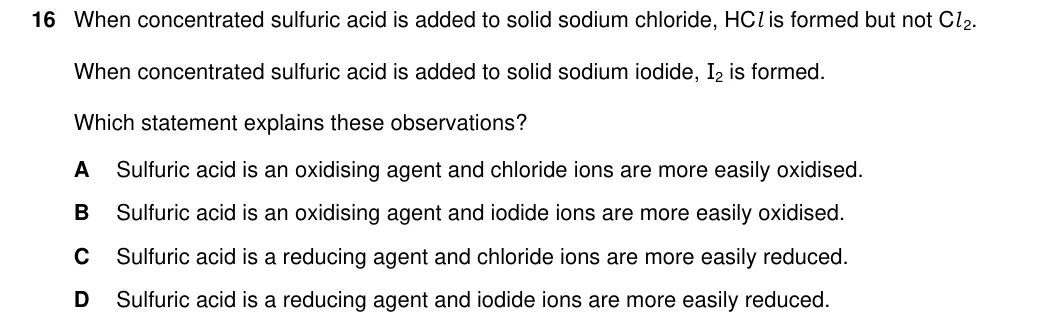 16 When concentrated sulfuric acid is added to solid sodium chloride, HCl is formed but not Cl₂.
When concentrated sulfuric acid is added to solid sodium iodide, I₂ is formed.
Which statement explains these observations?
A Sulfuric acid is an oxidising agent and chloride ions are more easily oxidised.
B Sulfuric acid is an oxidising agent and iodide ions are more easily oxidised.
C Sulfuric acid is a reducing agent and chloride ions are more easily reduced.
D Sulfuric acid is a reducing agent and iodide ions are more easily reduced.